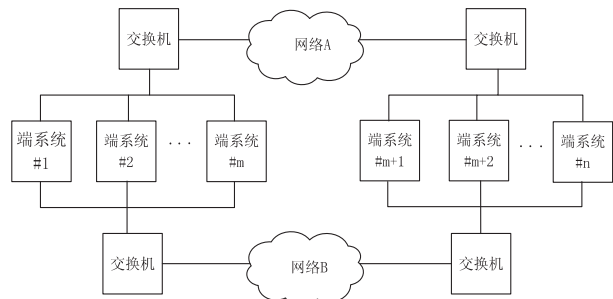 交换机
网络A
交换机
端系统
#1
端系统
#2
...
端系统
#m
端系统
#m+1
端系统
#m+2
...
端系统
#n
交换机
网络B
交换机